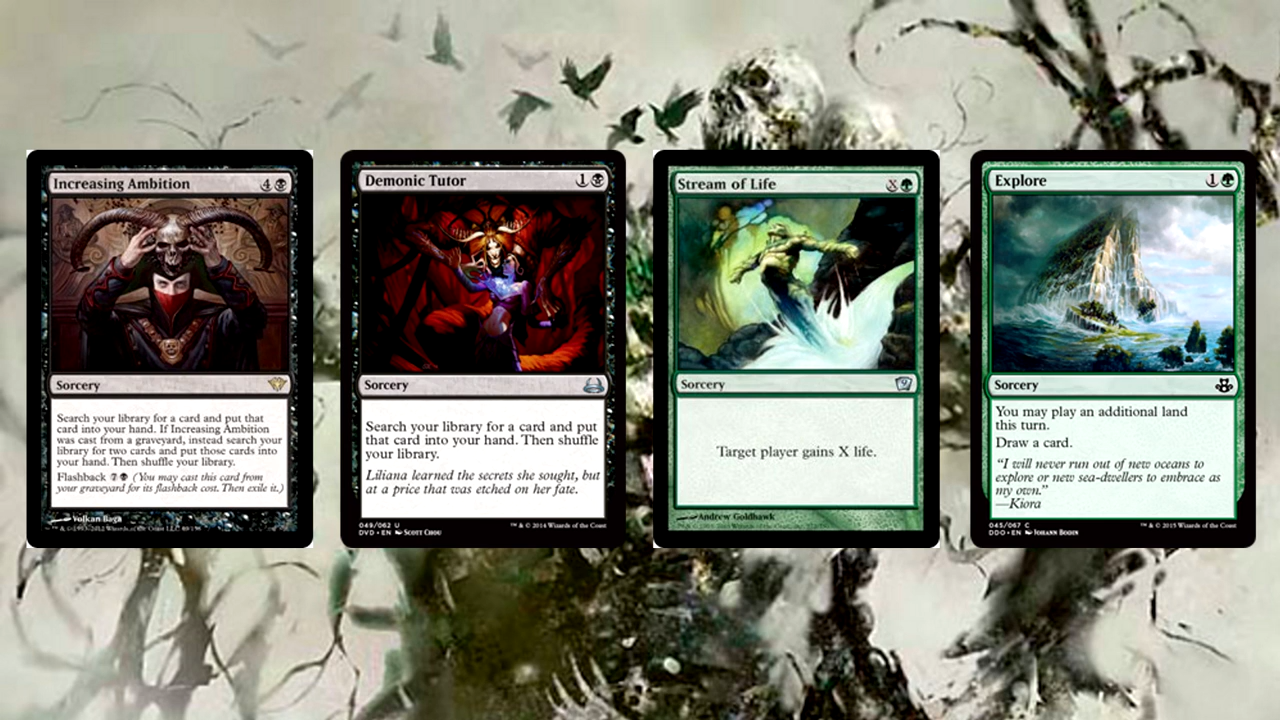 Increasing Ambition 4
Sorcery
Search your library for a card and put that
card into your hand. If Increasing Ambition
was cast from a graveyard, instead search your
library for two cards and put those cards into
your hand. Then shuffle your library.
Flashback 7 (You may cast this card from
your graveyard for its flashback cost. Then exile it.)
Volkan Baga
Demonic Tutor 1
Sorcery
Search your library for a card and put
that card into your hand. Then shuffle
your library.
Liliana learned the secrets she sought, but
at a price that was etched on her fate.
049/062 U
DVD • EN Scott Chou
™ & © 2016 Wizards of the Coast
Stream of Life X
Sorcery
9
Target player gains X life.
Andrew Goldhawk
Explore 1
Sorcery
You may play an additional land
this turn.
Draw a card.
“I will never run out of new oceans to
explore or new sea-dwellers to embrace as
my own.”
—Kiora
045/067 C
DDO • EN Johann Bodin
™ & © 2015 Wizards of the Coast